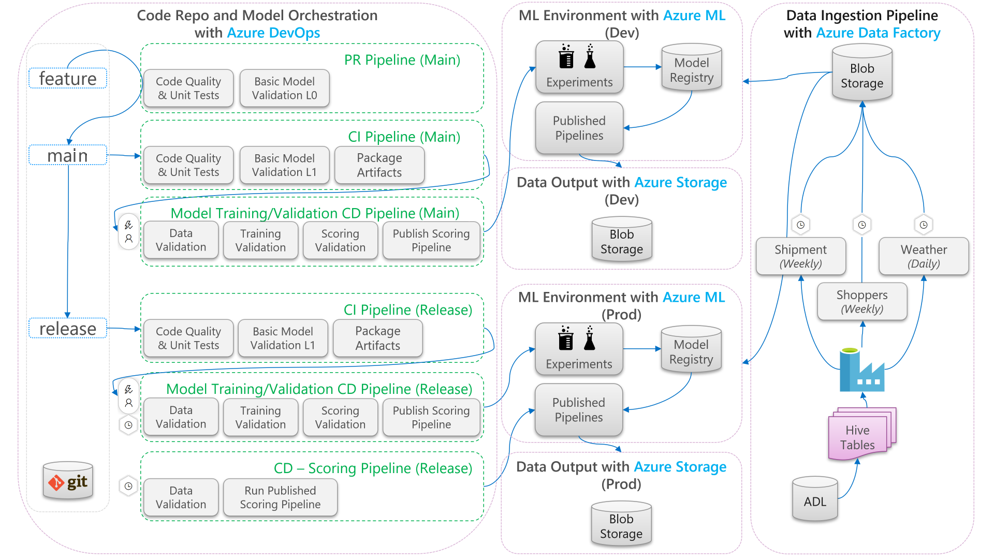 Code Repo and Model Orchestration
with Azure DevOps
feature
main
release
git
PR Pipeline (Main)
Code Quality
& Unit Tests
Basic Model
Validation L0
CI Pipeline (Main)
Code Quality
& Unit Tests
Basic Model
Validation L1
Package
Artifacts
Model Training/Validation CD Pipeline (Main)
Data
Validation
Training
Validation
Scoring
Validation
Publish Scoring
Pipeline
CI Pipeline (Release)
Code Quality
& Unit Tests
Basic Model
Validation L1
Package
Artifacts
Model Training/Validation CD Pipeline (Release)
Data
Validation
Training
Validation
Scoring
Validation
Publish Scoring
Pipeline
CD – Scoring Pipeline (Release)
Data
Validation
Run Published
Scoring Pipeline
ML Environment with Azure ML
(Dev)
Experiments
Model
Registry
Published
Pipelines
Data Output with Azure Storage
(Dev)
Blob
Storage
ML Environment with Azure ML
(Prod)
Experiments
Model
Registry
Published
Pipelines
Data Output with Azure Storage
(Prod)
Blob
Storage
Data Ingestion Pipeline
with Azure Data Factory
Blob
Storage
Shipment
(Weekly)
Weather
(Daily)
Shoppers
(Weekly)
Hive
Tables
ADL